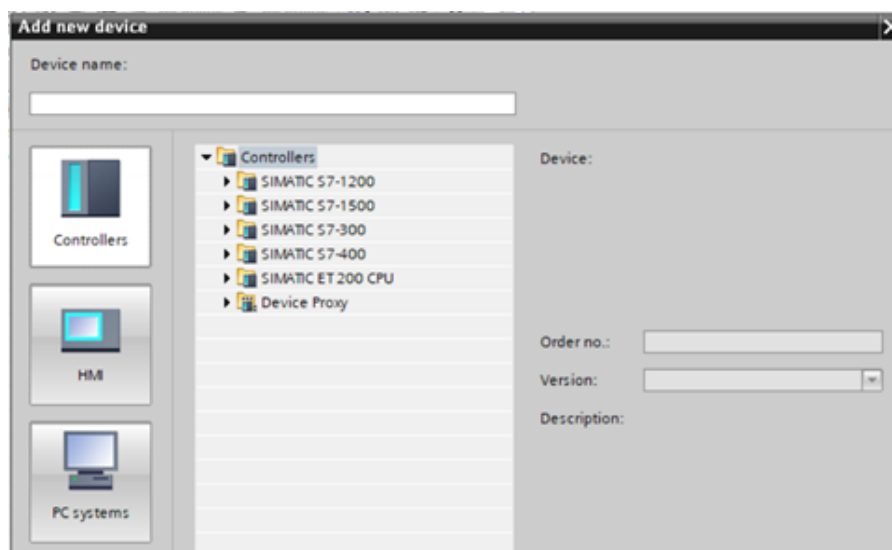 Add new device
Device name:
Controllers
SIMATIC S7-1200
SIMATIC S7-1500
SIMATIC S7-300
SIMATIC S7-400
SIMATIC ET 200 CPU
Device Proxy
Controllers
HMI
PC systems
Device:
Order no.:
Version:
Description: